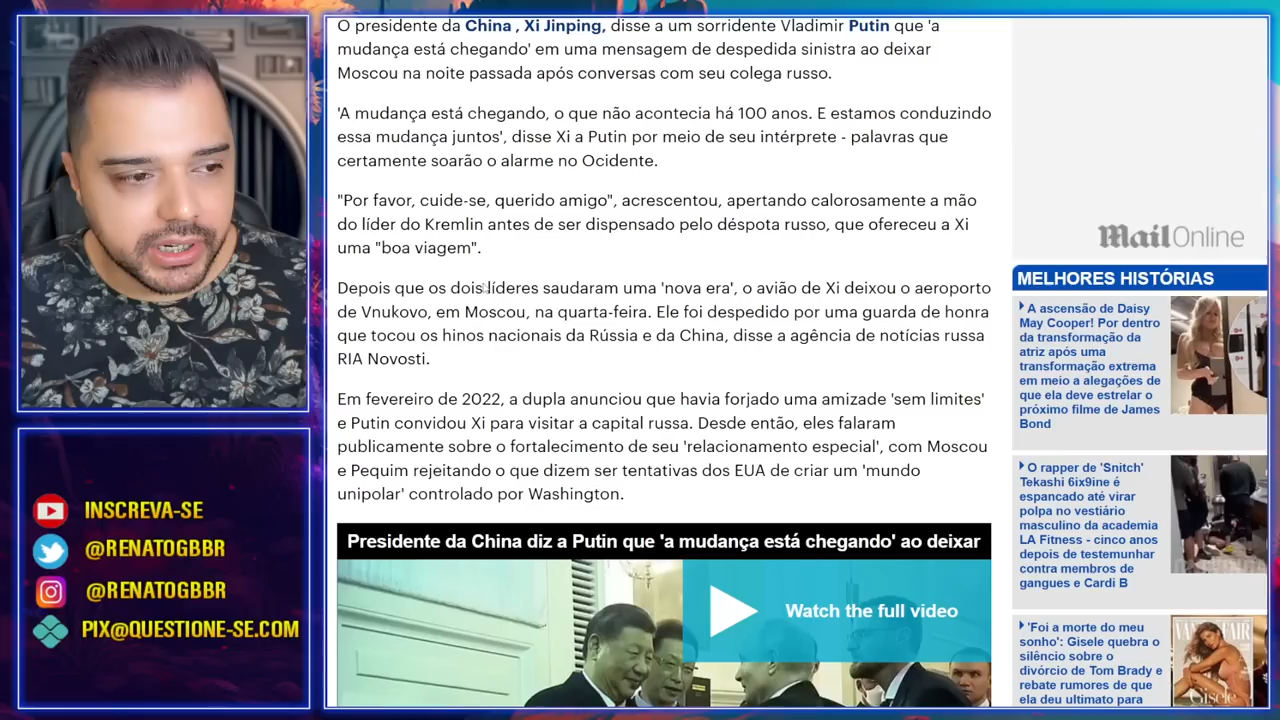 O presidente da China , Xi Jinping, disse a um sorridente Vladimir Putin que 'a
mudança está chegando' em uma mensagem de despedida sinistra ao deixar
Moscou na noite passada após conversas com seu colega russo.
'A mudança está chegando, o que não acontecia há 100 anos. E estamos conduzindo
essa mudança juntos', disse Xi a Putin por meio de seu intérprete - palavras que
certamente soarão o alarme no Ocidente.
"Por favor, cuide-se, querido amigo", acrescentou, apertando calorosamente a mão
do líder do Kremlin antes de ser dispensado pelo déspota russo, que ofereceu a Xi
uma "boa viagem".
Depois que os dois líderes saudaram uma 'nova era', o avião de Xi deixou o aeroporto
de Vnukovo, em Moscou, na quarta-feira. Ele foi despedido por uma guarda de honra
que tocou os hinos nacionais da Rússia e da China, disse a agência de notícias russa
RIA Novosti.
Em fevereiro de 2022, a dupla anunciou que havia forjado uma amizade 'sem limites'
e Putin convidou Xi para visitar a capital russa. Desde então, eles falaram
publicamente sobre o fortalecimento de seu 'relacionamento especial', com Moscou
e Pequim rejeitando o que dizem ser tentativas dos EUA de criar um 'mundo
unipolar' controlado por Washington.
Presidente da China diz a Putin que 'a mudança está chegando' ao deixar
Watch the full video
Mail Online
MELHORES HISTÓRIAS
A ascensão de Daisy
May Cooper! Por dentro
da transformação da
atriz após uma
transformação extrema
em meio a alegações de
que ela deve estrelar o
próximo filme de James
Bond
O rapper de 'Snitch'
Tekashi 6ix9ine é
espancado até virar
polpa no vestiário
masculino da academia
LA Fitness - cinco anos
depois de testemunhar
contra membros de
gangues e Cardi B
'Foi a morte do meu
sonho': Gisele quebra o
silêncio sobre o
divórcio de Tom Brady e
rebate rumores de que
ela deu ultimato para
VANITY FAIR
Gisele
INSCREVA-SE
@RENATOGBBR
@RENATOGBBR
PIX@QUESTIONE-SE.COM